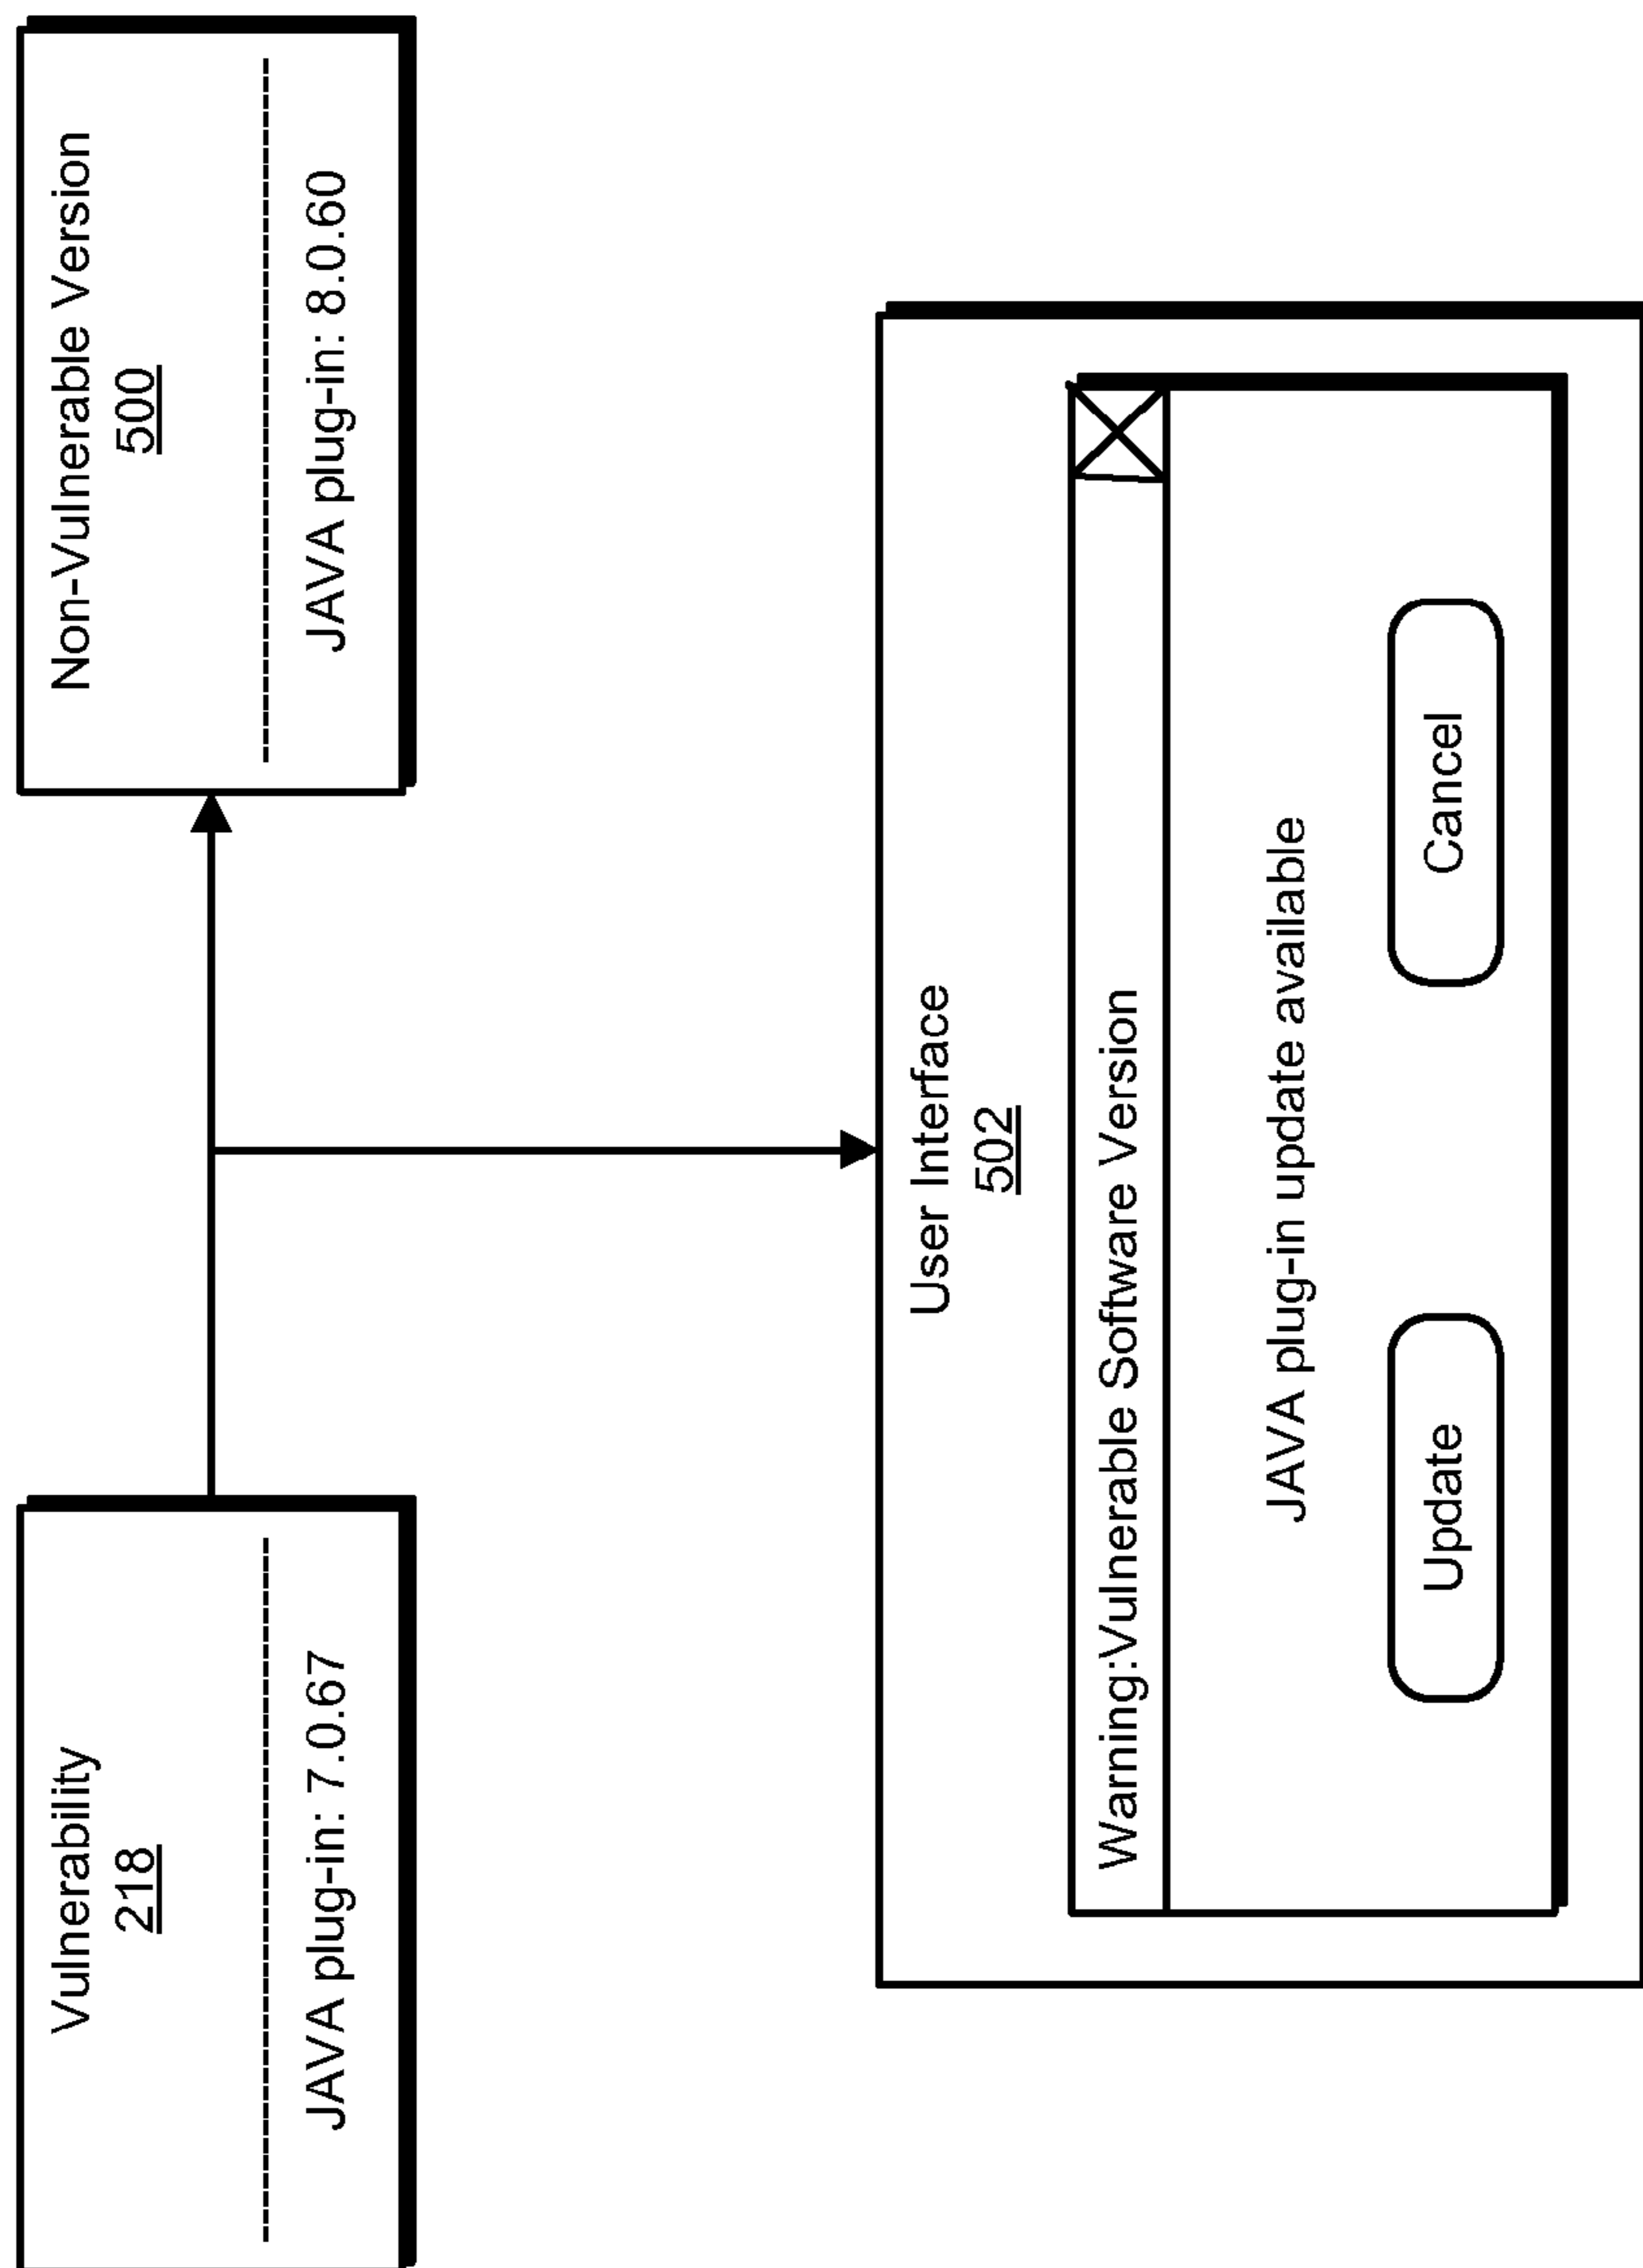 Vulnerability
218
JAVA plug-in: 7.0.67
Non-Vulnerable Version
500
JAVA plug-in: 8.0.60
User Interface
502
Warning:Vulnerable Software Version
JAVA plug-in update available
Update
Cancel